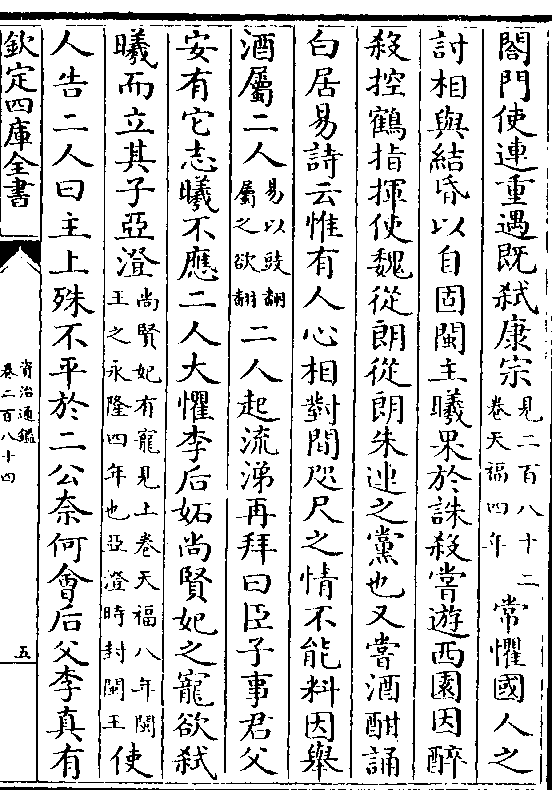 閤門使連重遇既弑康宗見二百八十二卷天福四年常懼國人之
討相與結昏以自固閩主曦果於誅殺嘗遊西園因醉
殺控鶴指揮使魏從朗從朗朱連之黨也又嘗酒酣誦
白居易詩云惟有人心相對間咫尺之情不能料因舉
酒屬二人易以豉翻屬之欲翻二人起流涕再拜曰臣子事君父
安有它志曦不應二人大懼李后妬尚賢妃之寵欲弑
曦而立其子亞澄尚賢妃有寵見上卷天福八年閩王之永隆四年也亞澄時封閩王使
人告二人曰主上殊不平於二公奈何會后父李真有
欽定四庫全書
資治通鑑
卷二百八十四
五